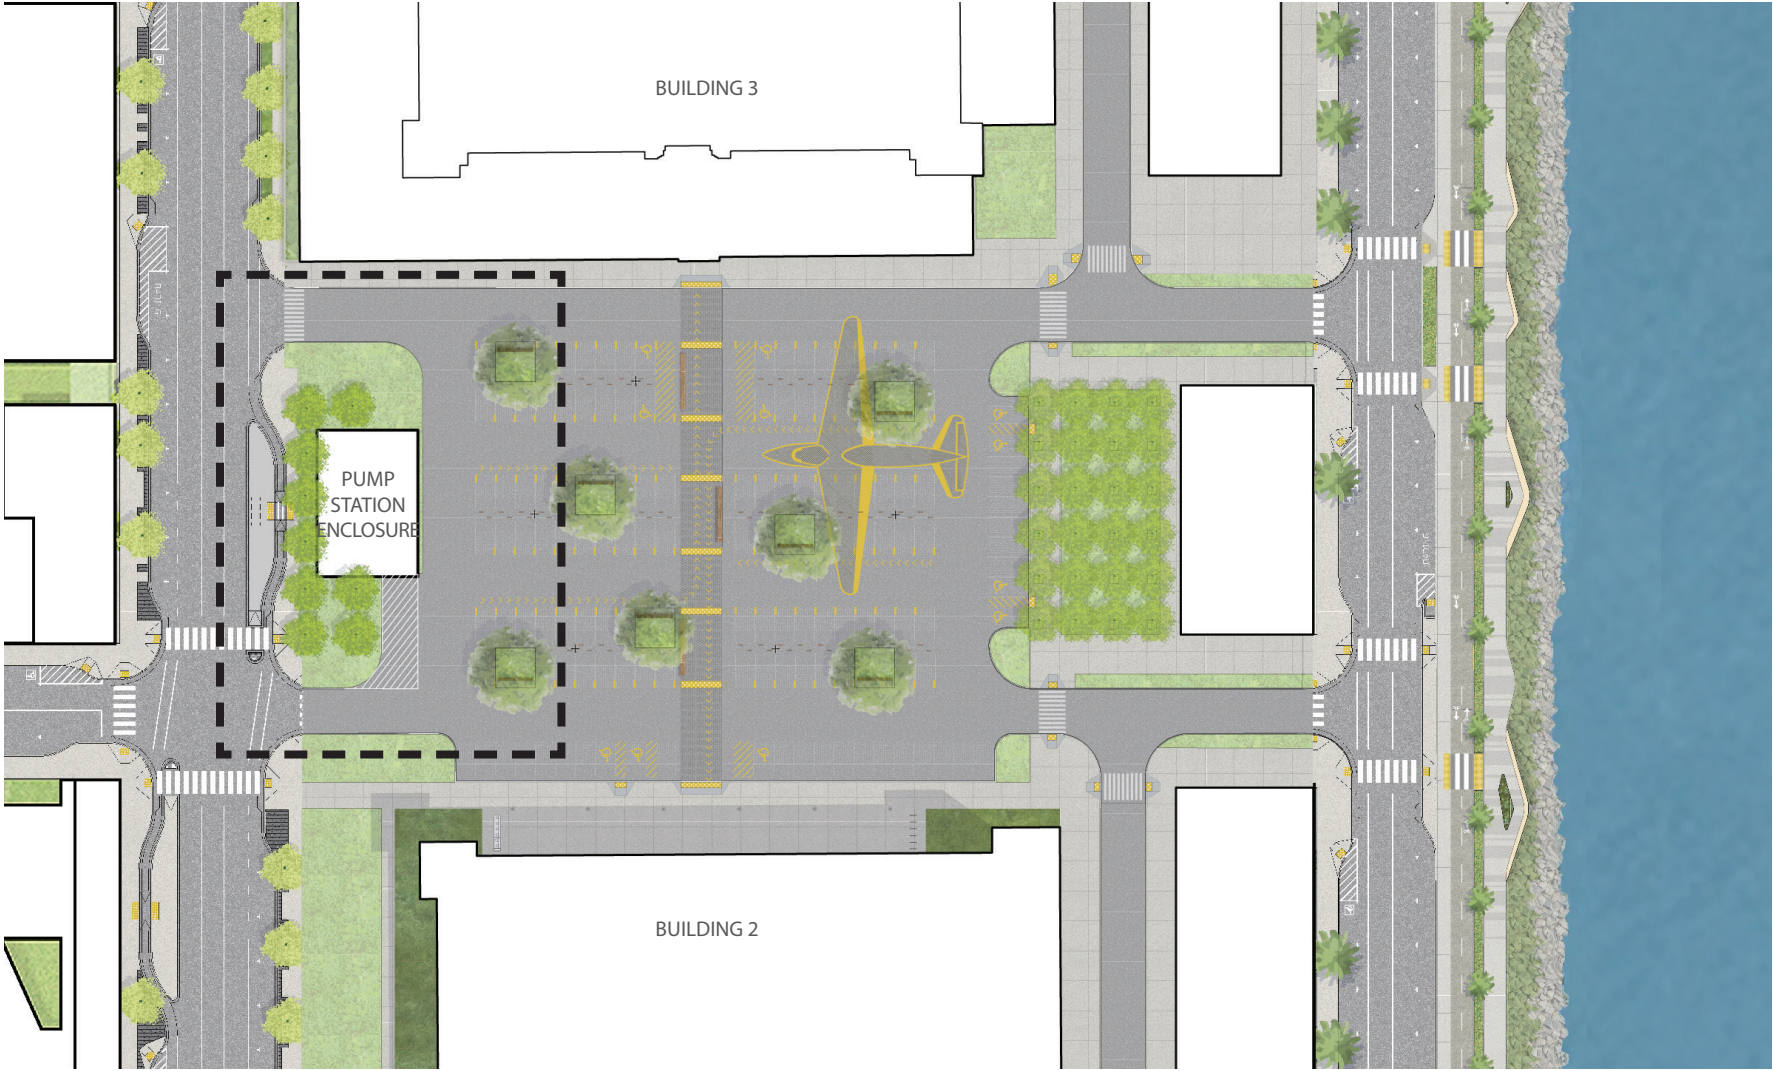 BUILDING 3
PUMP
STATION
ENCLOSURE
BUILDING 2